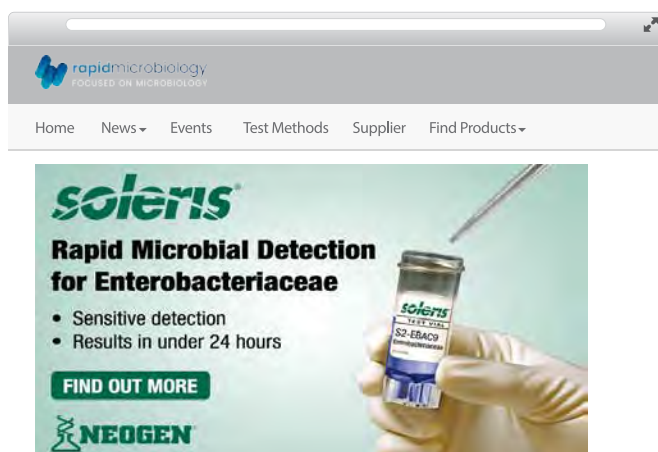 rapidmicrobiology
FOCUSED ON MICROBIOLOGY
Home News Events Test Methods Supplier Find Products
soleris®
Rapid Microbial Detection
for Enterobacteriaceae
• Sensitive detection
• Results in under 24 hours
FIND OUT MORE
NEOGEN
soleris
TEST VIAL
S2-EBAC9
Enterobacteriaceae